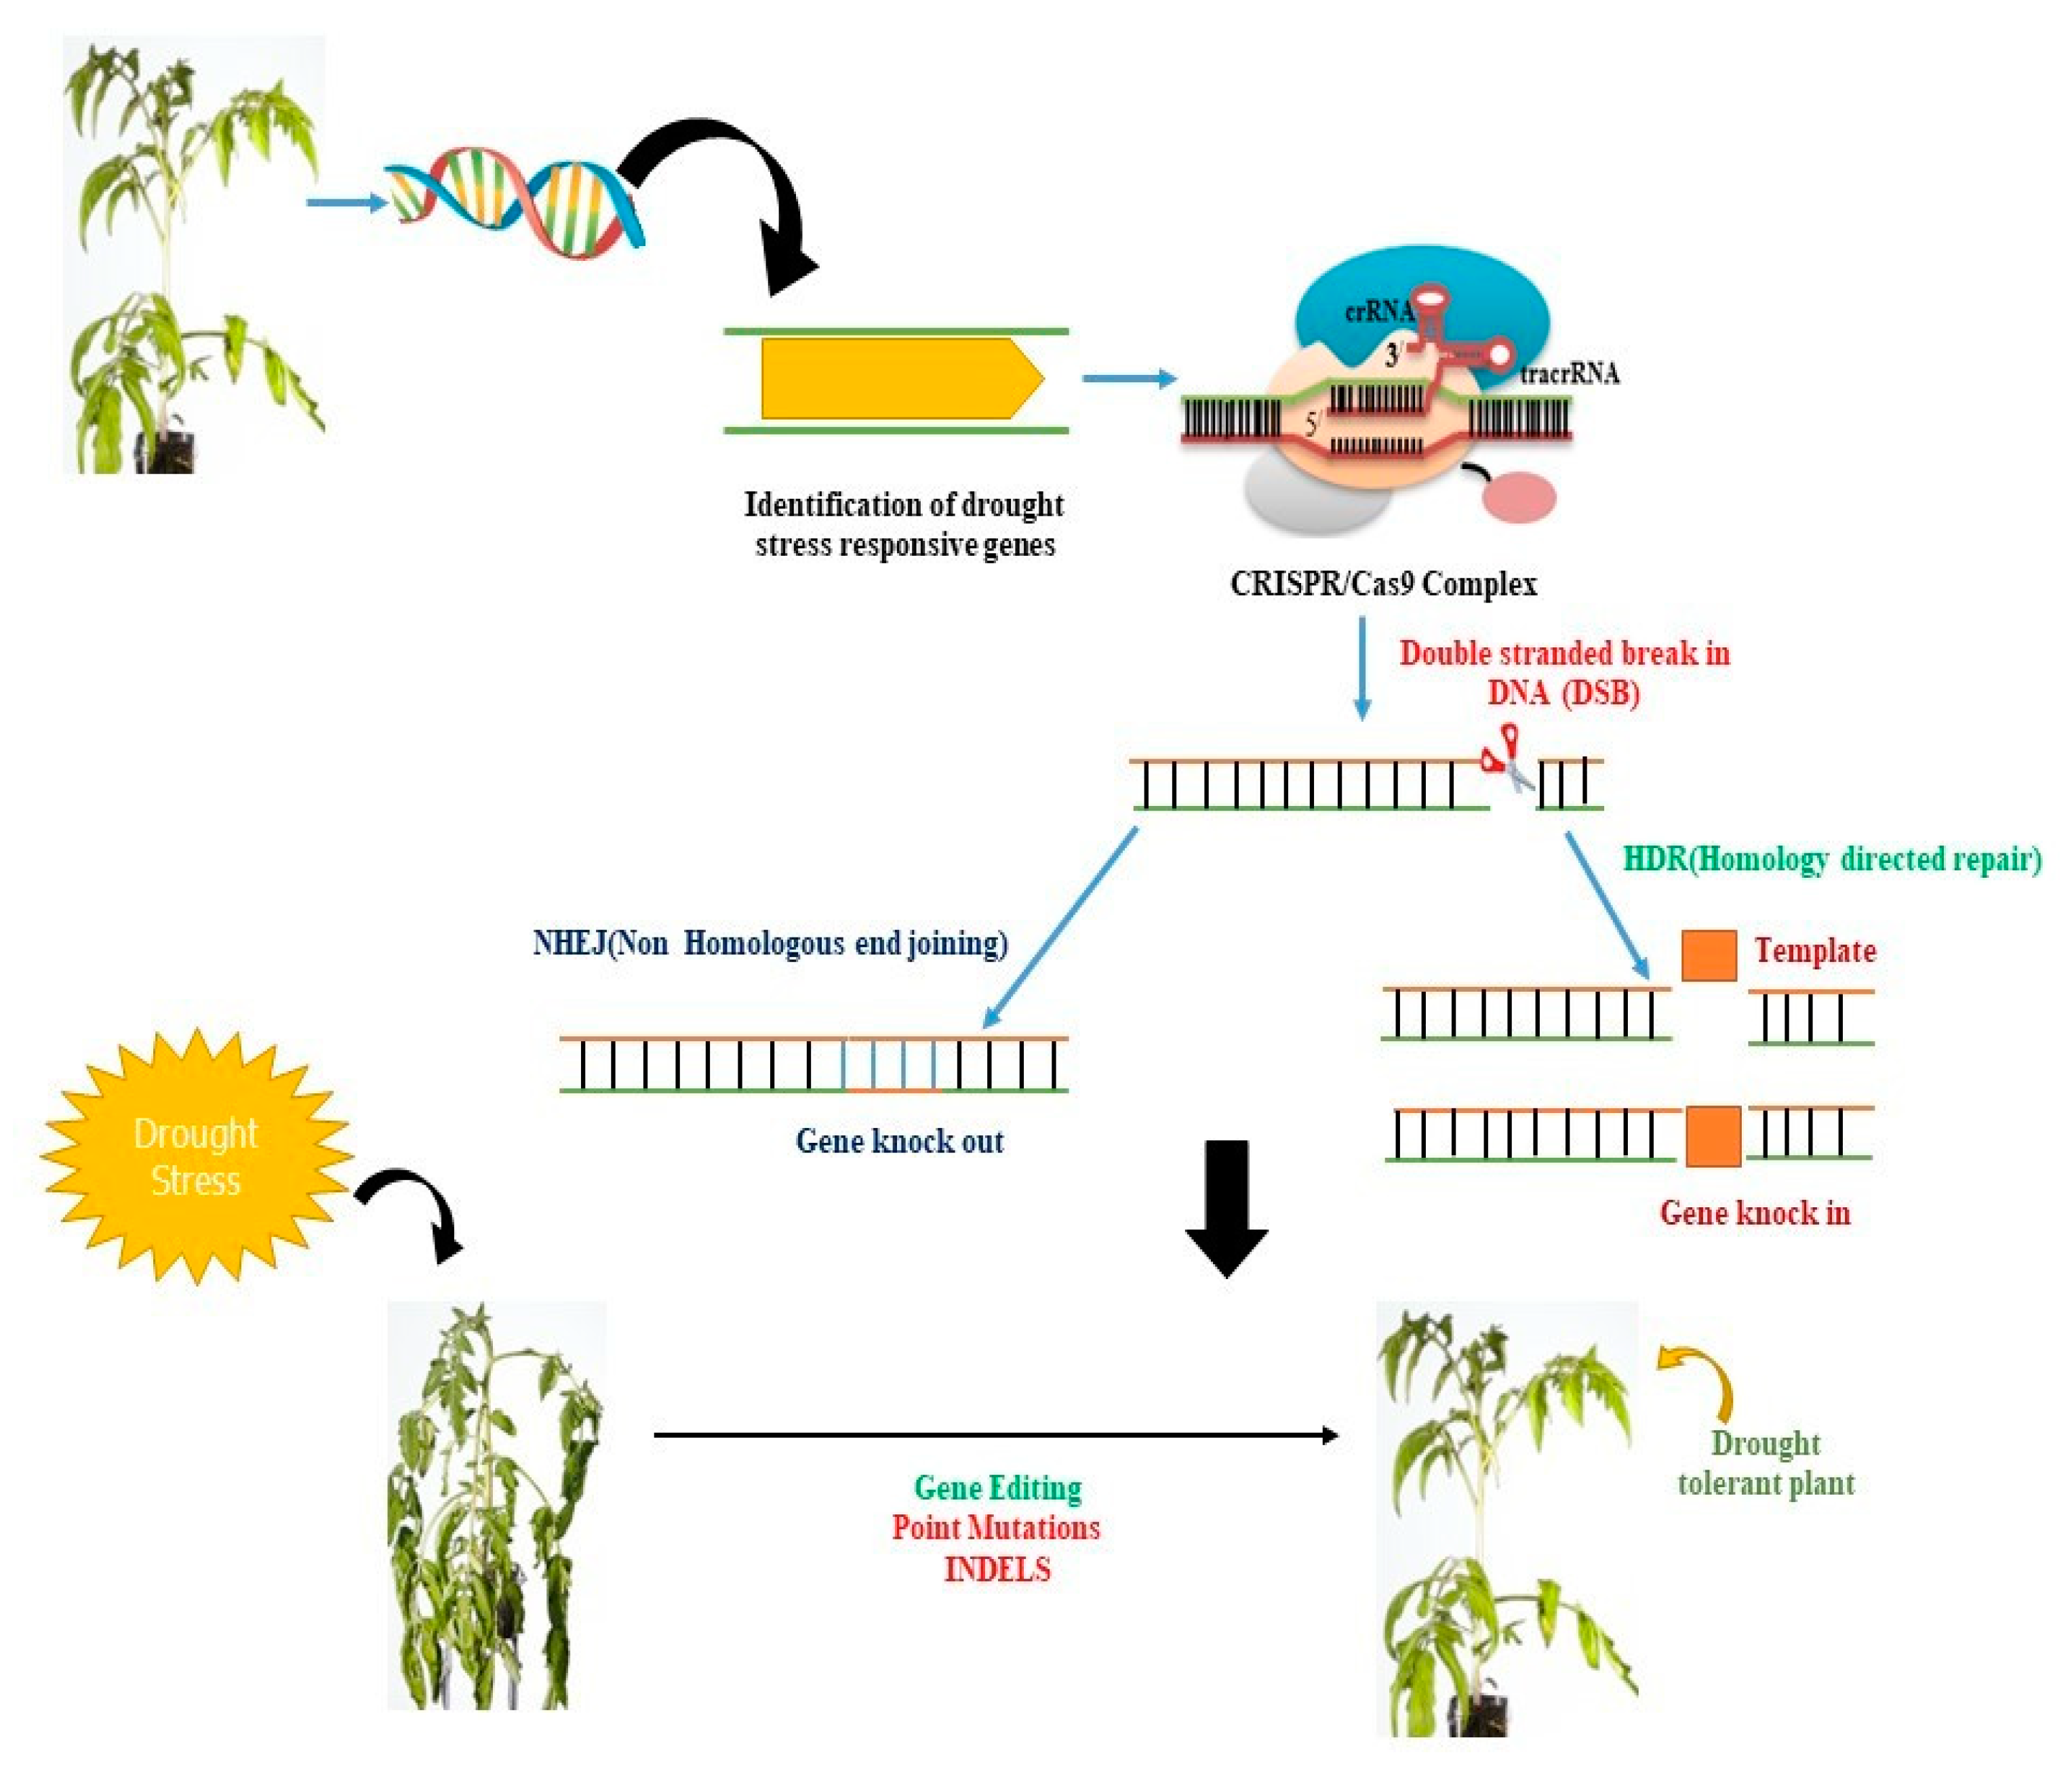 crRNA
3/
tracrRNA
5/
Identification of drought
stress responsive genes
CRISPR/Cas9 Complex
Double stranded break in
DNA (DSB)
HDR(Homology directed repair)
NHEJ(Non Homologous end joining)
Template
Drought
Stress
Gene knock out
Gene knock in
Drought
tolerant plant
Gene Editing
Point Mutations
INDELS